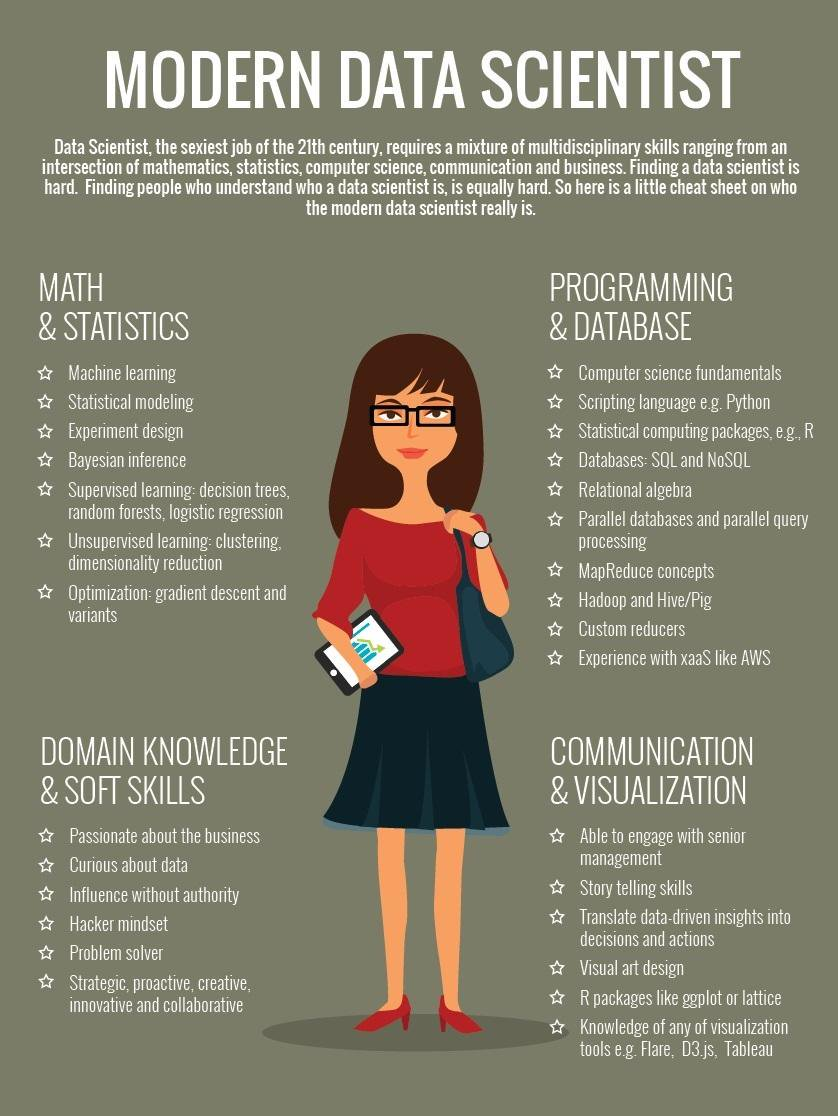 MODERN DATA SCIENTIST
Data Scientist, the sexiest job of the 21th century, requires a mixture of multidisciplinary skills ranging from an
intersection of mathematics, statistics, computer science, communication and business. Finding a data scientist is
hard. Finding people who understand who a data scientist is, is equally hard. So here is a little cheat sheet on who
the modern data scientist really is.
MATH
& STATISTICS
Machine learning
Statistical modeling
Experiment design
Bayesian inference
Supervised learning: decision trees,
random forests, logistic regression
Unsupervised learning: clustering,
dimensionality reduction
Optimization: gradient descent and
variants
PROGRAMMING
& DATABASE
Computer science fundamentals
Scripting language e.g. Python
Statistical computing packages, e.g., R
Databases: SQL and NoSQL
Relational algebra
Parallel databases and parallel query
processing
MapReduce concepts
Hadoop and Hive/Pig
Custom reducers
Experience with xaaS like AWS
DOMAIN KNOWLEDGE
& SOFT SKILLS
Passionate about the business
Curious about data
Influence without authority
Hacker mindset
Problem solver
Strategic, proactive, creative,
innovative and collaborative
COMMUNICATION
& VISUALIZATION
Able to engage with senior
management
Story telling skills
Translate data-driven insights into
decisions and actions
Visual art design
R packages like ggplot or lattice
Knowledge of any of visualization
tools e.g. Flare, D3.js, Tableau